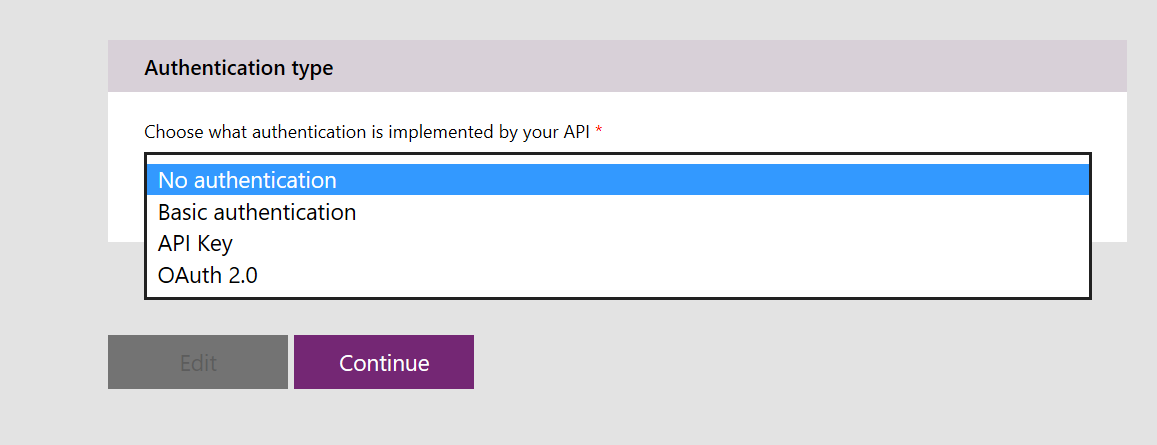 Authentication type
Choose what authentication is implemented by your API *
No authentication
Basic authentication
API Key
OAuth 2.0
Edit
Continue